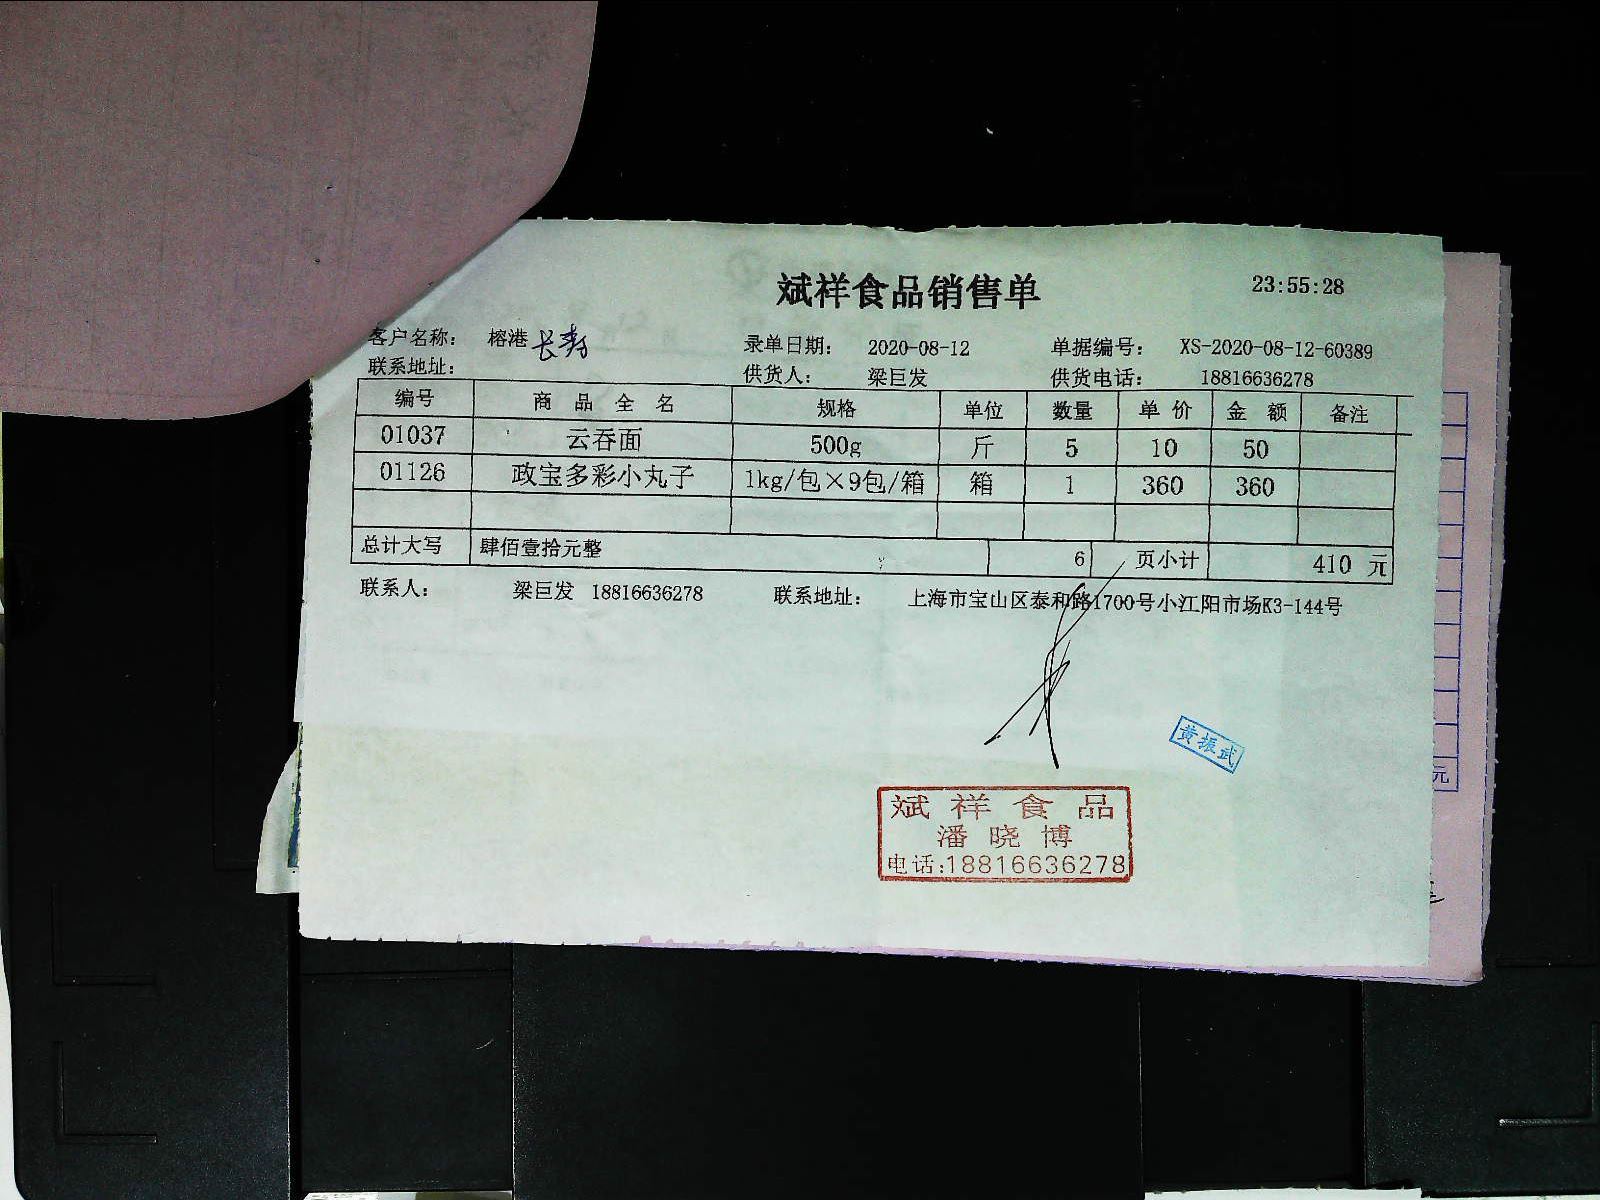 斌祥食品销售单 23:55:28
客户名称: 榕港 长寿 录单日期: 2020-08-12 单据编号: XS-2020-08-12-60389
联系地址: 供货人: 梁巨发 供货电话: 18816636278
编号 商品全名 规格 单位 数量 单价 金额 备注
01037 云吞面 500g 斤 5 10 50
01126 政宝多彩小丸子 1kg/包×9包/箱 箱 1 360 360
总计大写 肆佰壹拾元整 6 页小计 410 元
联系人: 梁巨发 18816636278 联系地址: 上海市宝山区泰和路1700号小江阳市场K3-144号
黄振武
斌祥食品
潘晓博
电话:18816636278
元